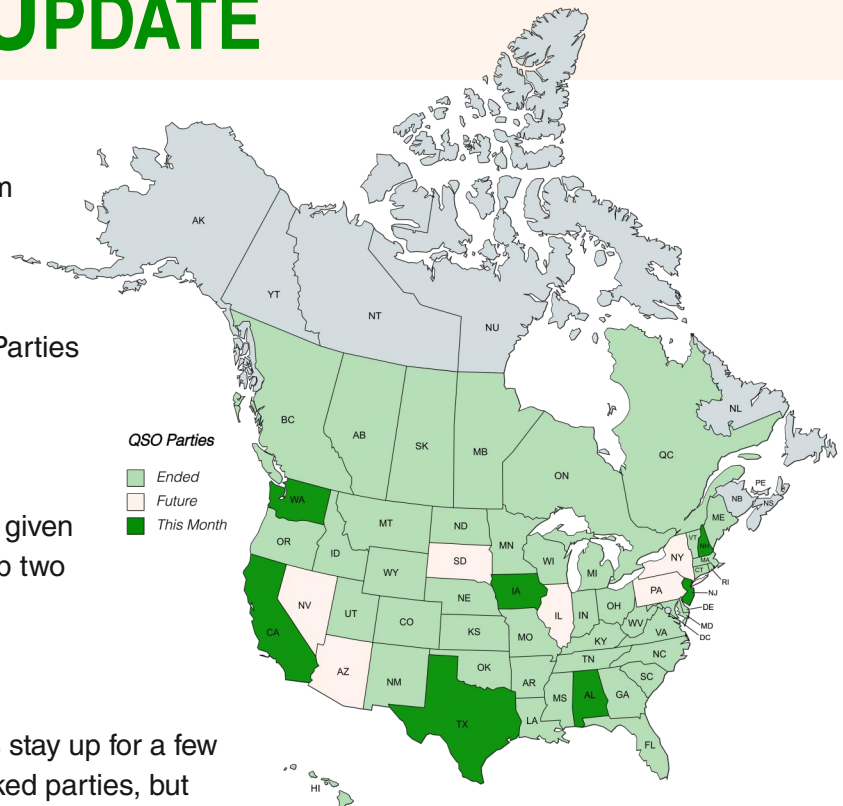 UPDATE
m
Parties
given
o two
stay up for a few
ked parties, but
QSO Parties
Ended
Future
This Month
AK
YT
NT
NU
BC
AB
SK
MB
ON
QC
NL
PE
NB
NS
WA
MT
ND
MN
ME
VT
NH
OR
ID
SD
WI
MI
NY
MA
CT
RI
WY
IA
PA
NJ
NV
UT
NE
IL
IN
OH
DE
MD
DC
CA
CO
KS
MO
WV
VA
KY
AZ
NM
OK
AR
TN
NC
SC
TX
LA
MS
AL
GA
FL
HI